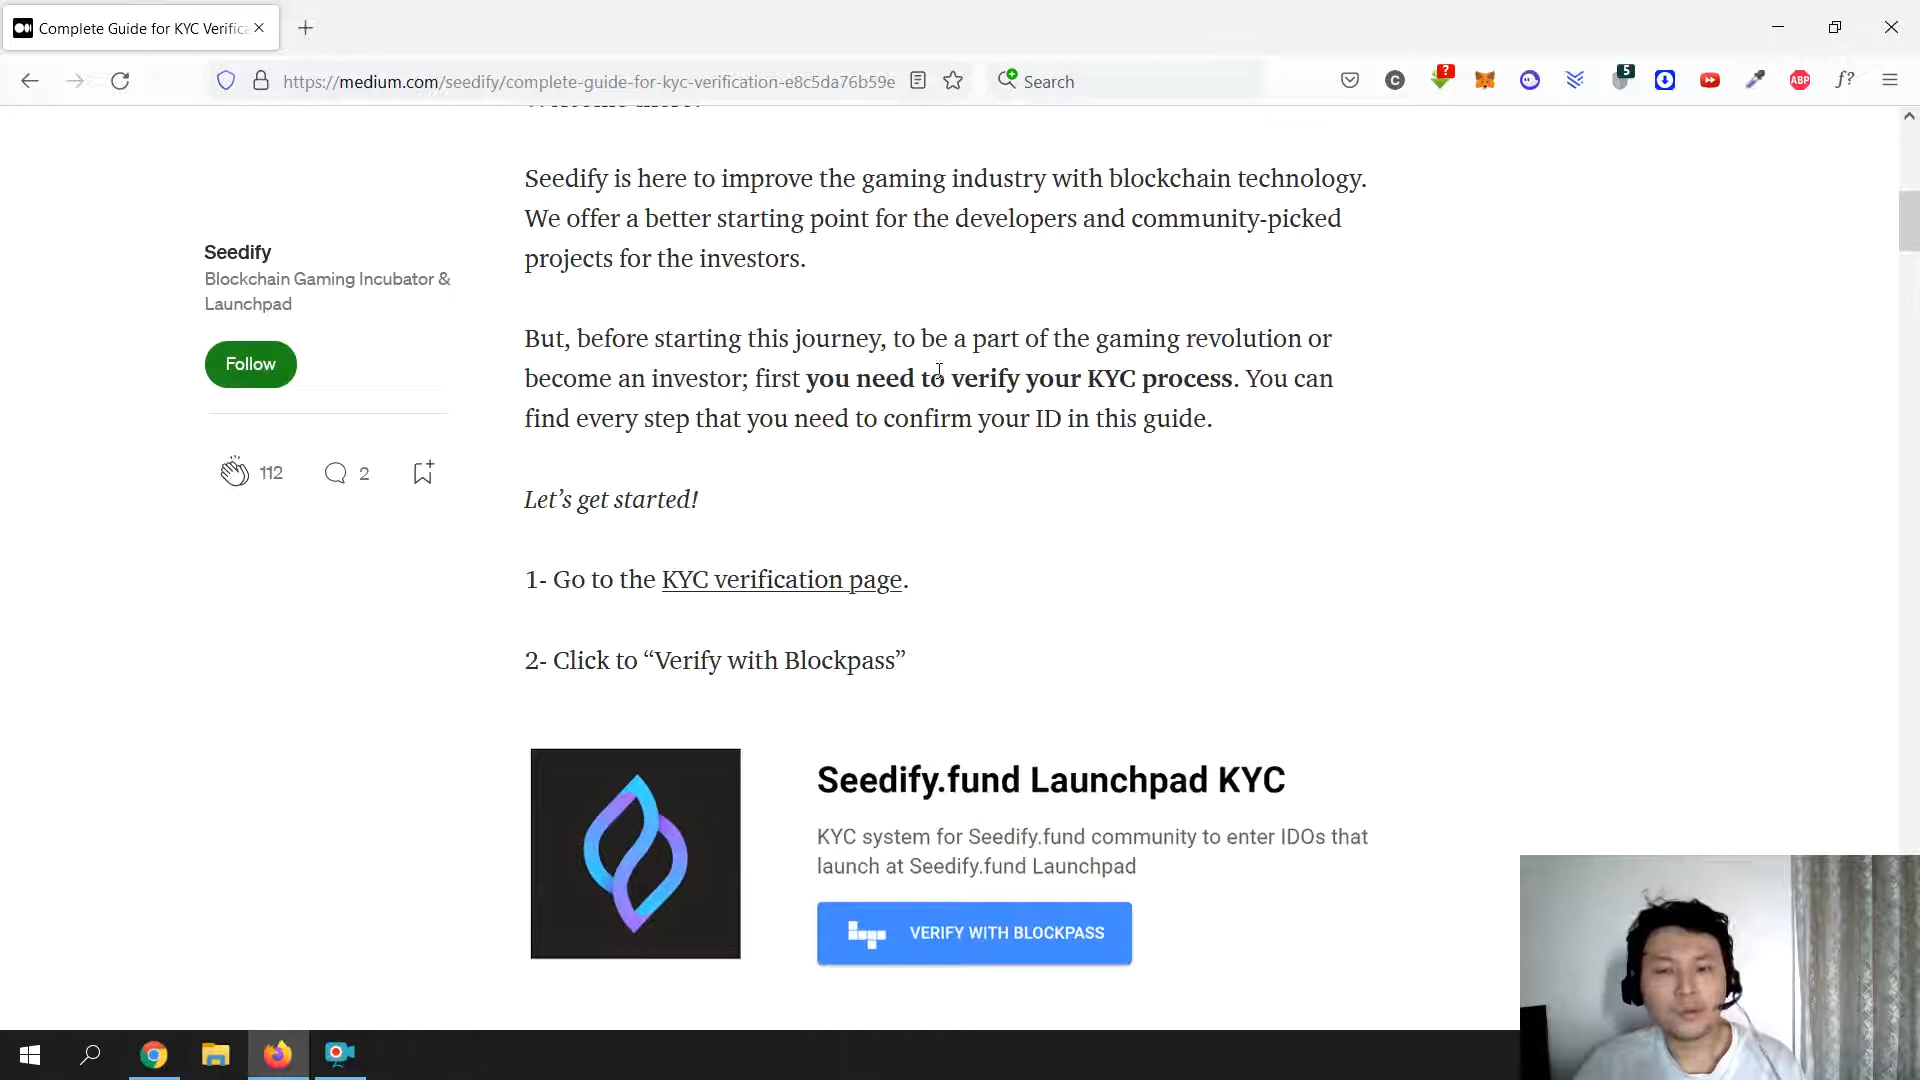 Complete Guide for KYC Verific
https://medium.com/seedify/complete-guide-for-kyc-verification-e8c5da76b59e
Search
?
C
5
ABP
f?
Seedify is here to improve the gaming industry with blockchain technology.
We offer a better starting point for the developers and community-picked
projects for the investors.
Seedify
Blockchain Gaming Incubator &
Launchpad
Follow
112
2
But, before starting this journey, to be a part of the gaming revolution or
become an investor; first you need to verify your KYC process. You can
find every step that you need to confirm your ID in this guide.
Let’s get started!
1- Go to the KYC verification page.
2- Click to “Verify with Blockpass”
Seedify.fund Launchpad KYC
KYC system for Seedify.fund community to enter IDOs that
launch at Seedify.fund Launchpad
VERIFY WITH BLOCKPASS